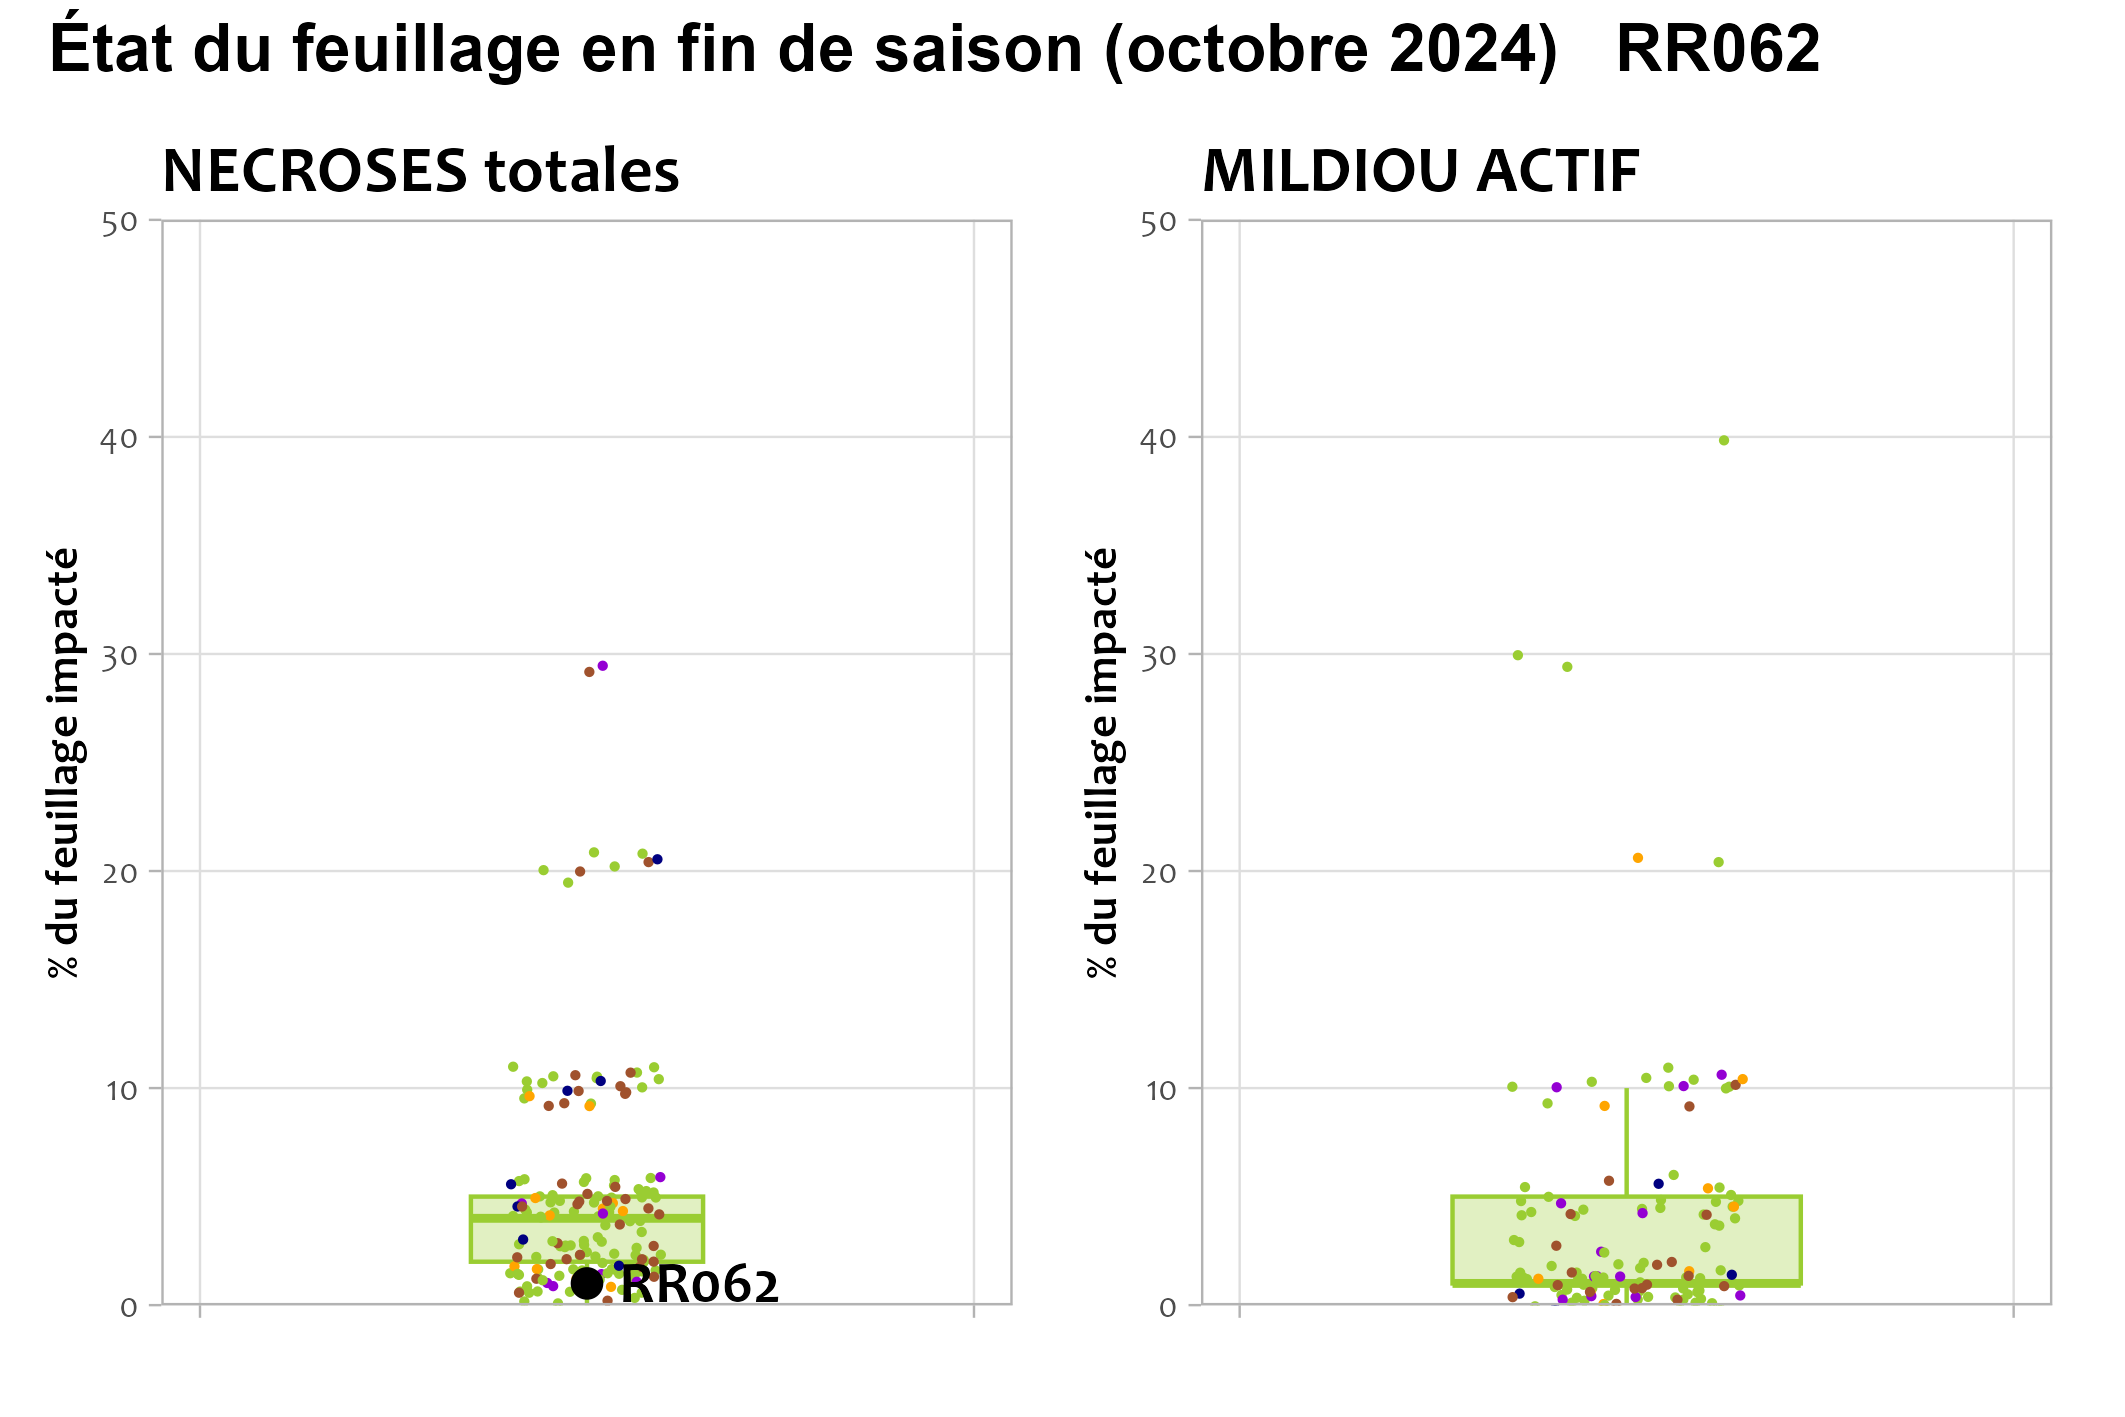 État du feuillage en fin de saison (octobre 2024) RR062
NECROSES totales
MILDIOU ACTIF
% du feuillage impacté
50
40
30
20
10
0
RR062
% du feuillage impacté
50
40
30
20
10
0